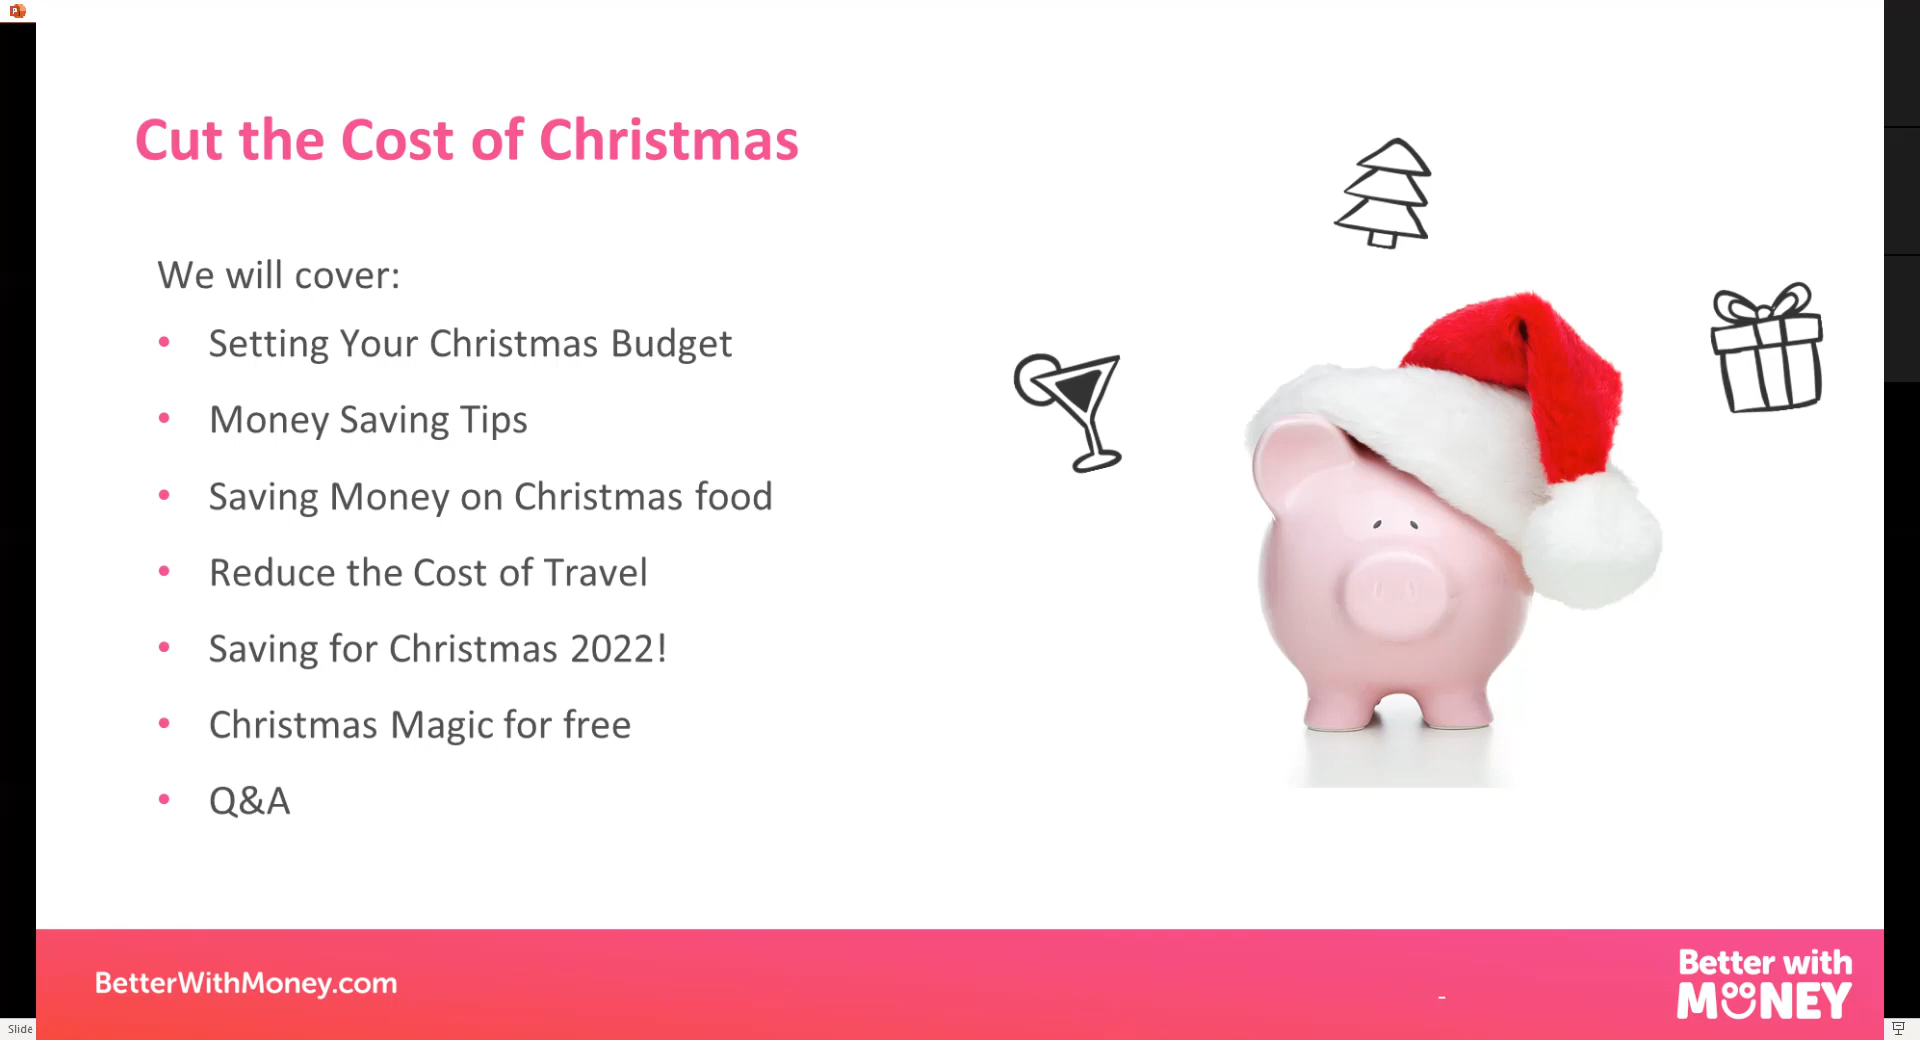 Cut the Cost of Christmas
We will cover:
• Setting Your Christmas Budget
• Money Saving Tips
• Saving Money on Christmas food
• Reduce the Cost of Travel
• Saving for Christmas 2022!
• Christmas Magic for free
• Q&A
BetterWithMoney.com
-
Better with
MONEY
Slide